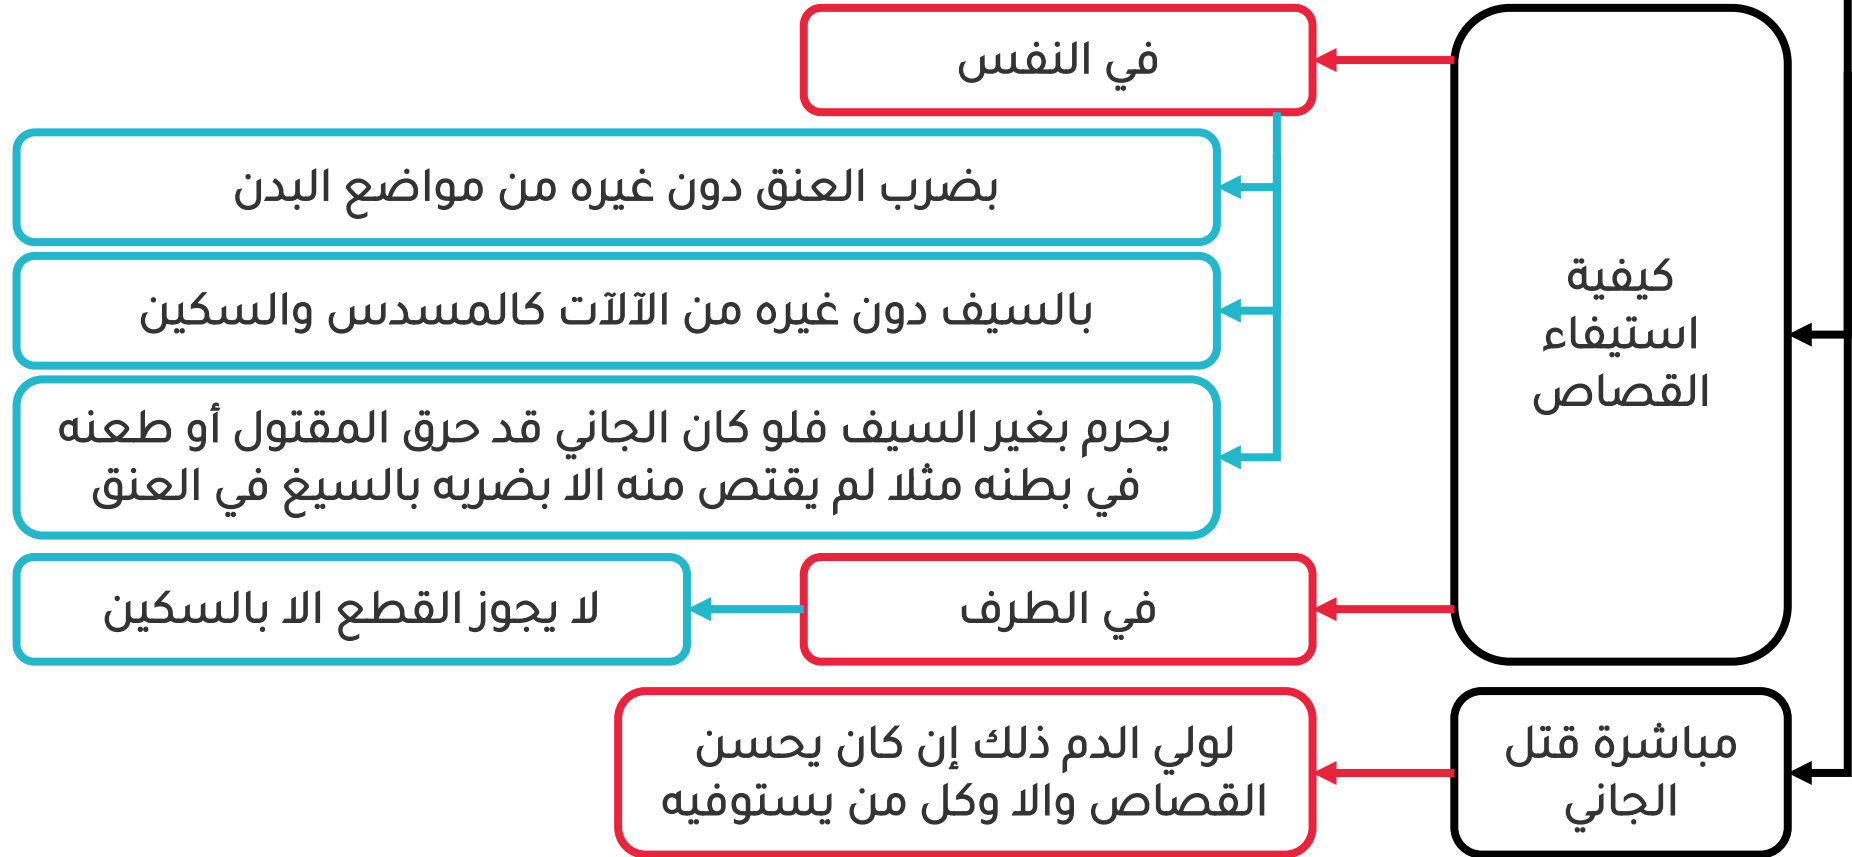 كيفية
استيفاء
القصاص
في النفس
بضرب العنق دون غيره من مواضع البدن
بالسيف دون غيره من الآلآت كالمسدس والسكين
يحرم بغير السيف فلو كان الجاني قد حرق المقتول أو طعنه
في بطنه مثلا لم يقتص منه الا بضربه بالسيغ في العنق
في الطرف
لا يجوز القطع الا بالسكين
مباشرة قتل
الجاني
لولي الدم ذلك إن كان يحسن
القصاص والا وكل من يستوفيه